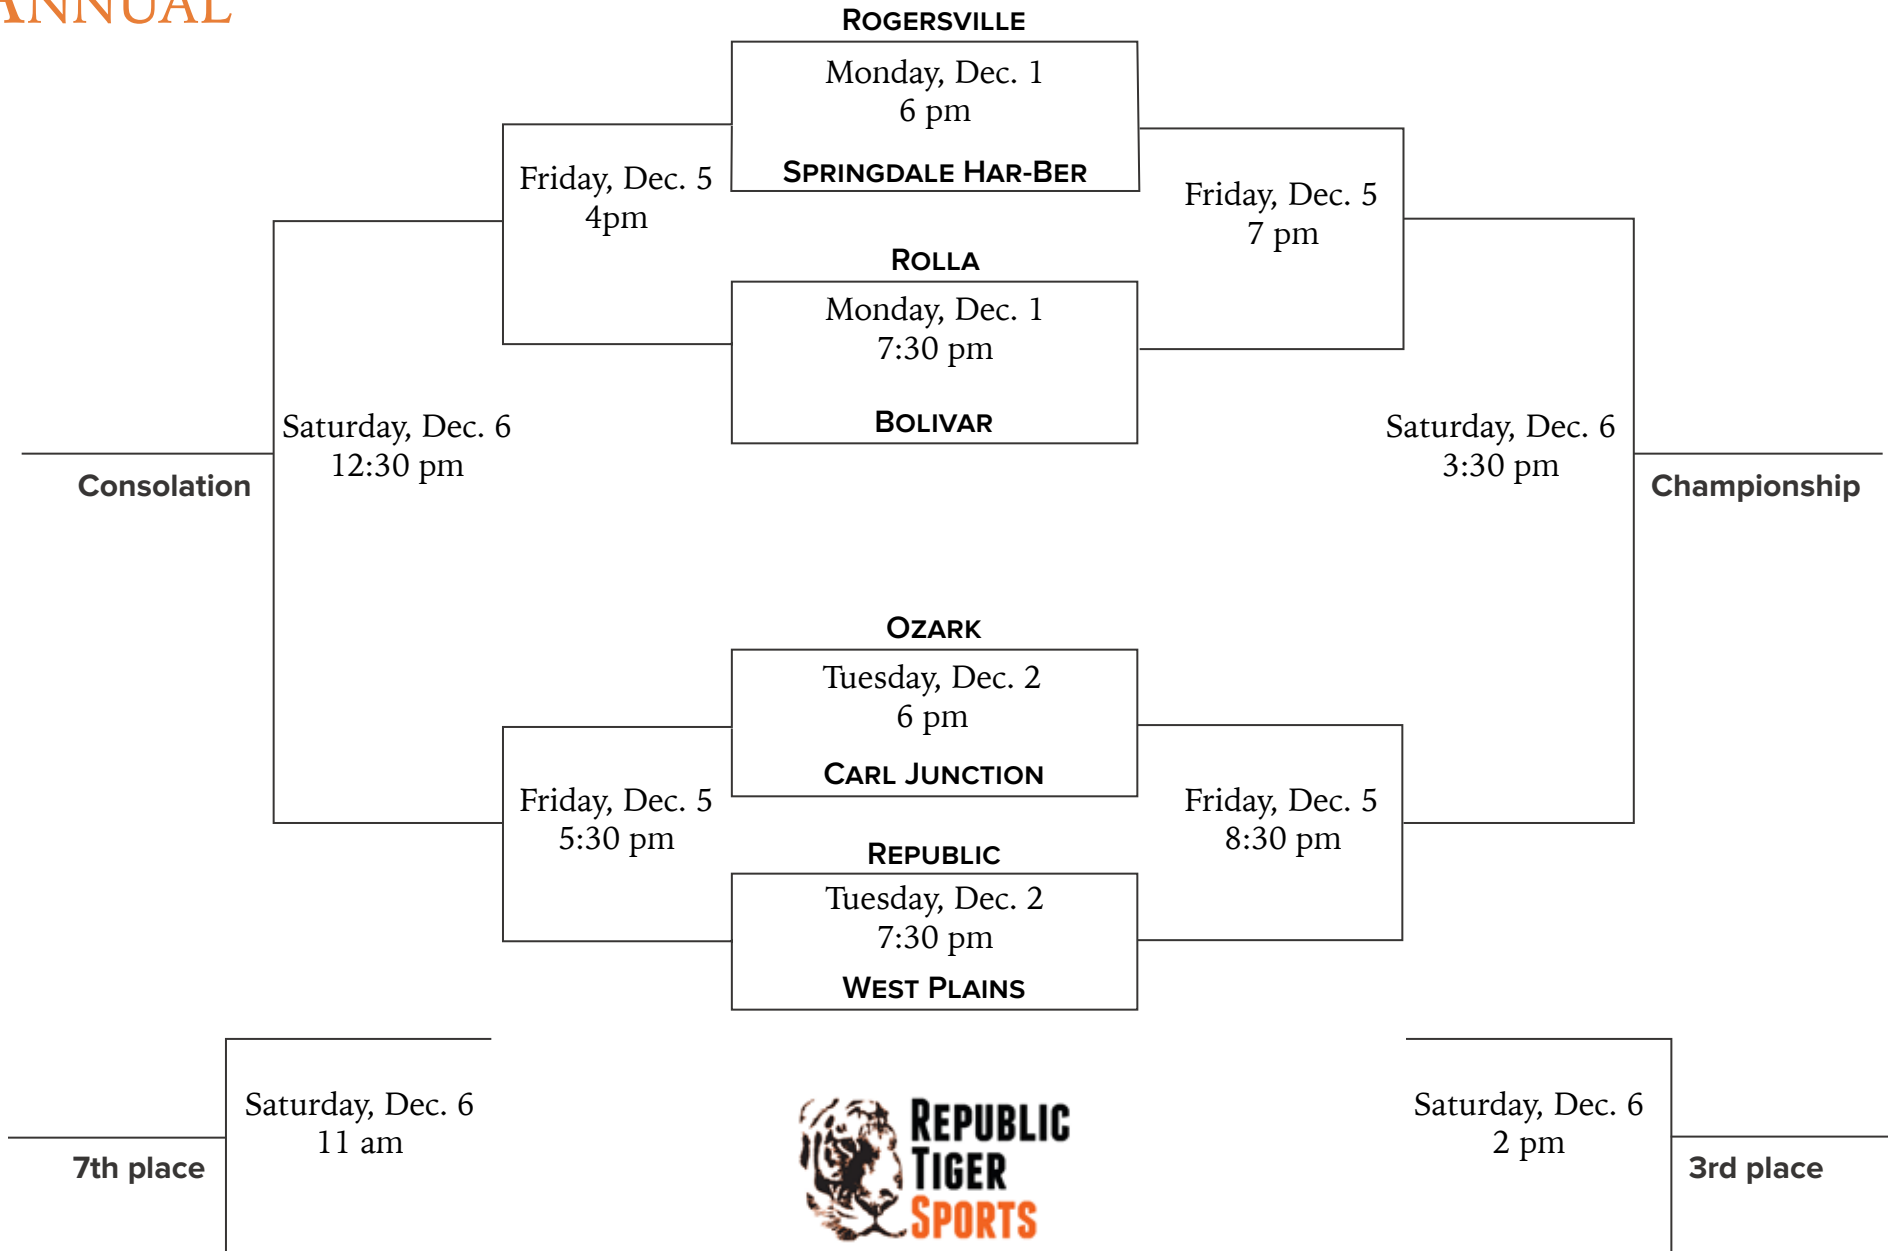 ANNUAL
ROGERSVILLE
Monday, Dec. 1
6 pm
SPRINGDALE HAR-BER
Friday, Dec. 5
4pm
Friday, Dec. 5
7 pm
ROLLA
Monday, Dec. 1
7:30 pm
BOLIVAR
Saturday, Dec. 6
12:30 pm
Consolation
Saturday, Dec. 6
3:30 pm
Championship
OZARK
Tuesday, Dec. 2
6 pm
CARL JUNCTION
Friday, Dec. 5
5:30 pm
Friday, Dec. 5
8:30 pm
REPUBLIC
Tuesday, Dec. 2
7:30 pm
WEST PLAINS
Saturday, Dec. 6
11 am
7th place
REPUBLIC
TIGER
SPORTS
Saturday, Dec. 6
2 pm
3rd place